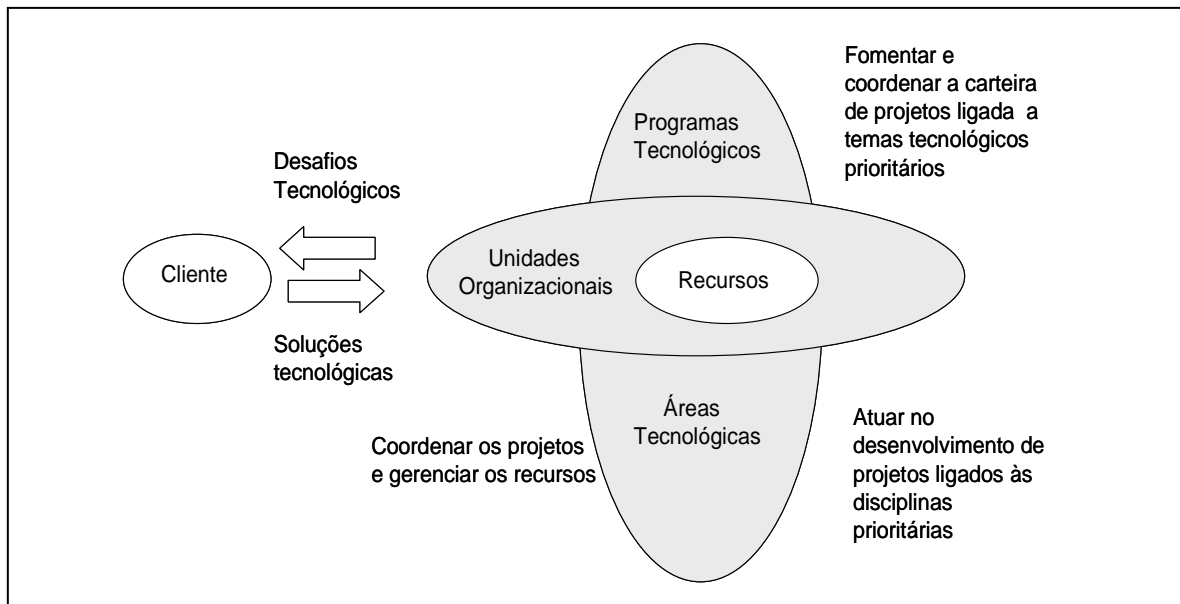 Fomentar e
coordenar a carteira
de projetos ligada a
temas tecnológicos
prioritários
Programas
Tecnológicos
Desafios
Tecnológicos
Cliente
Unidades
Organizacionais
Recursos
Soluções
tecnológicas
Áreas
Tecnológicas
Coordenar os projetos
e gerenciar os recursos
Atuar no
desenvolvimento de
projetos ligados às
disciplinas
prioritárias